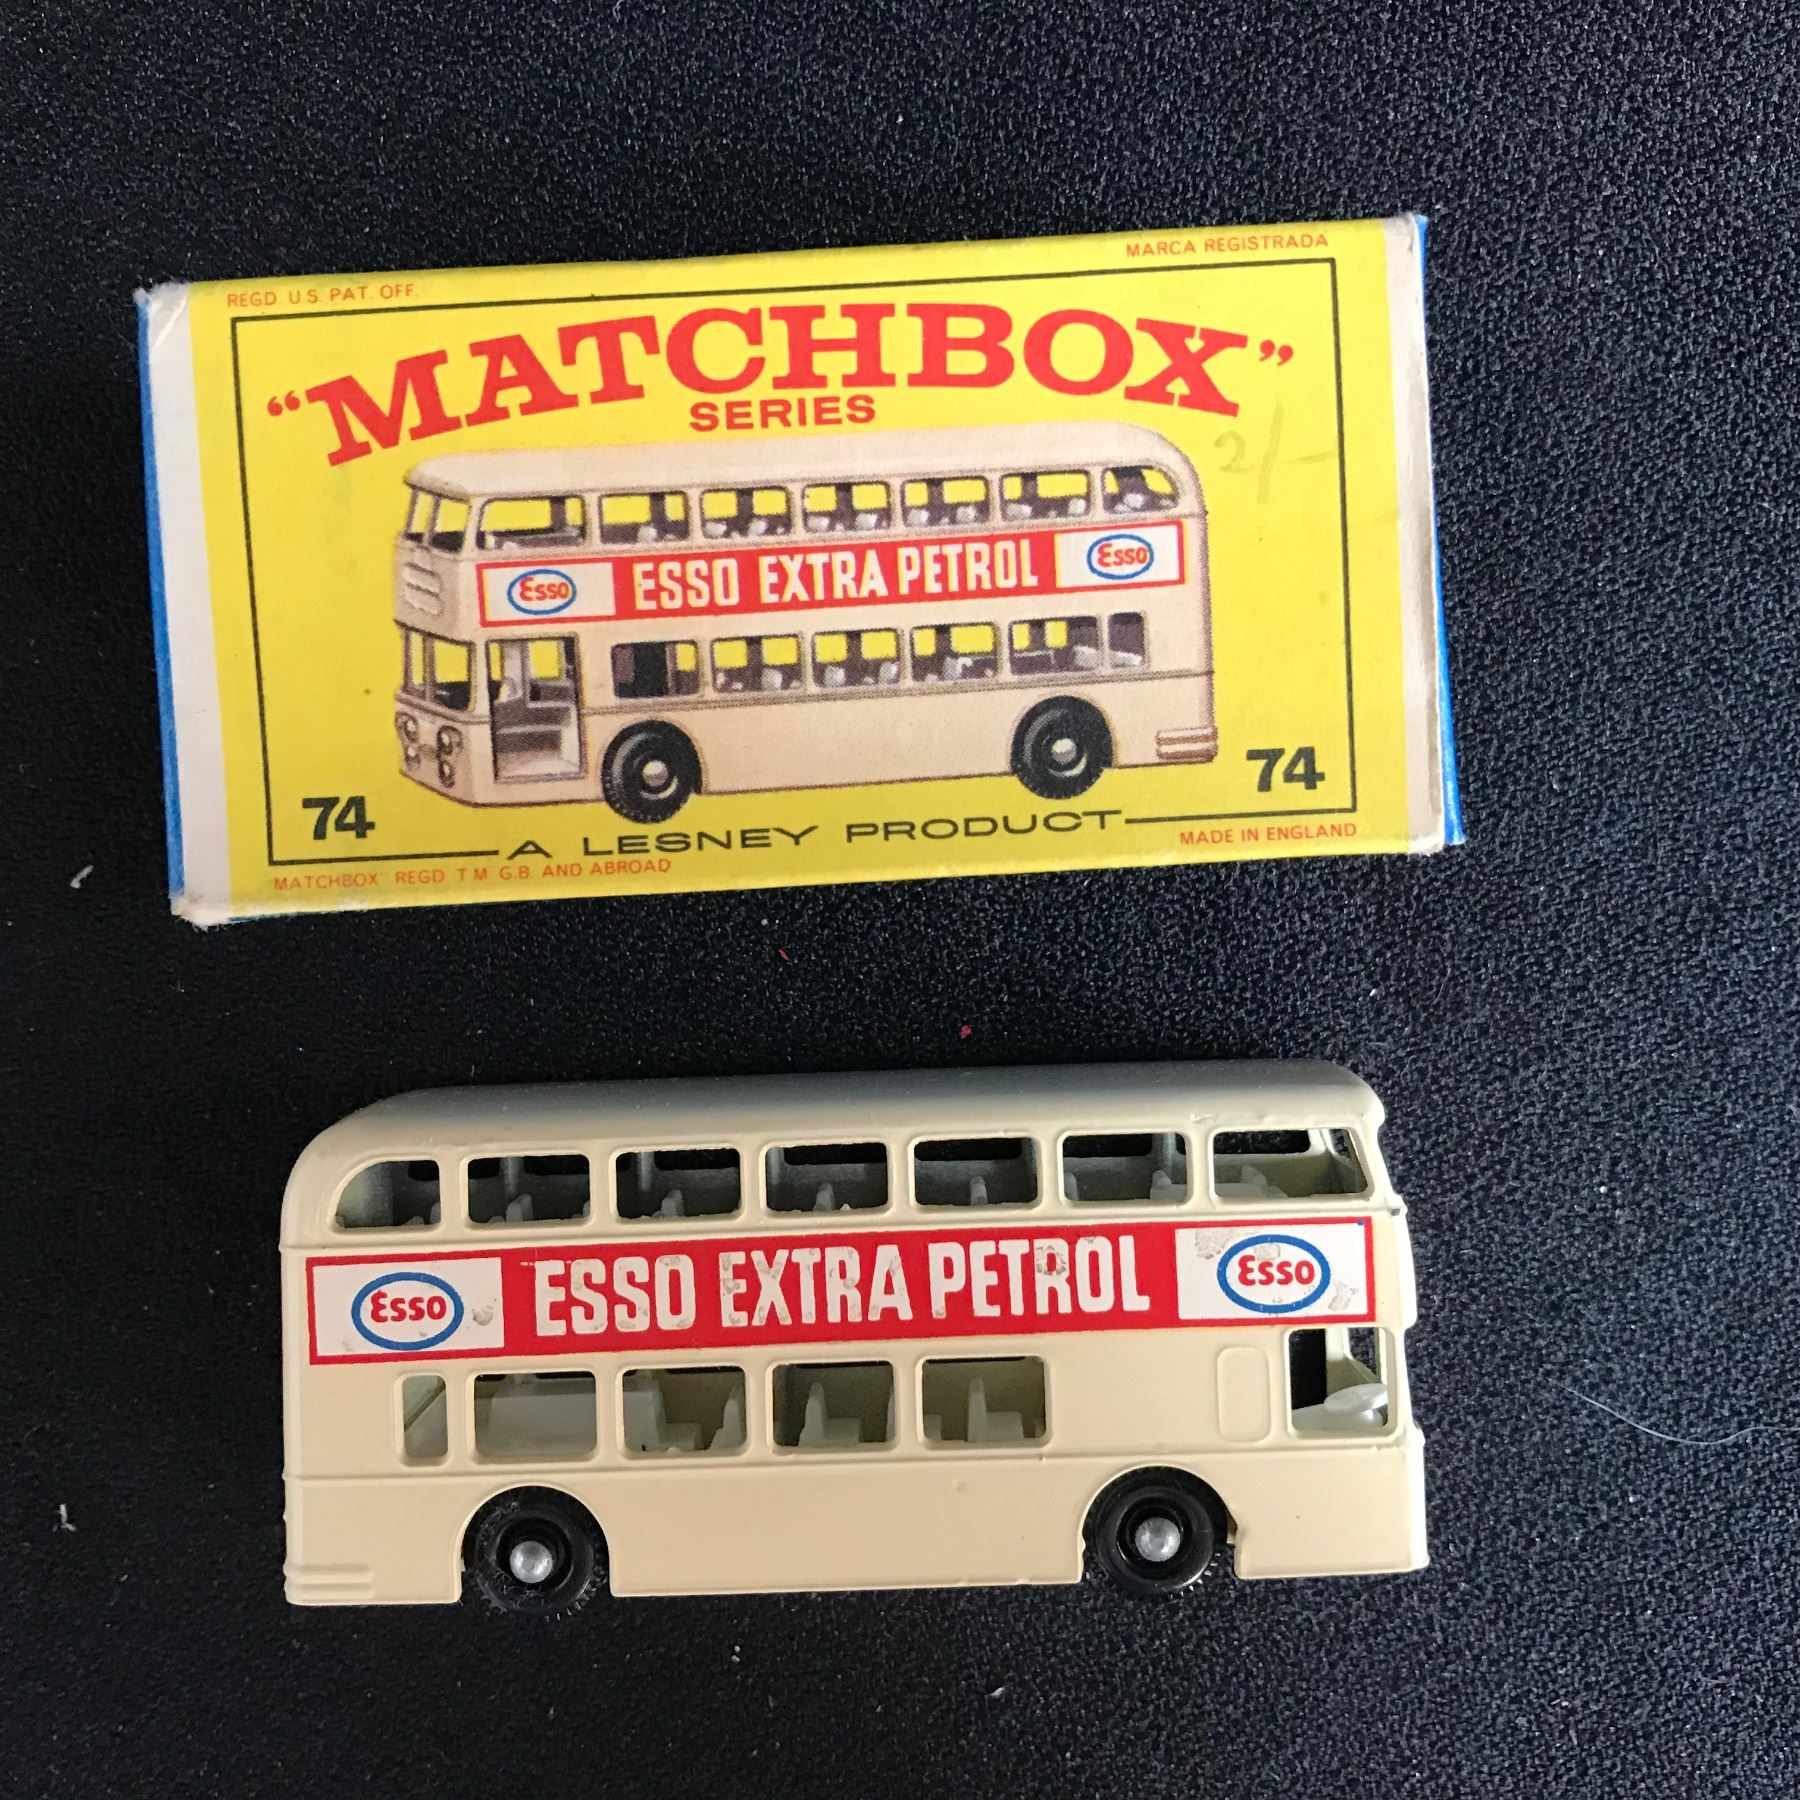 REGD. U.S. PAT. OFF.
MARCA REGISTRADA
"MATCHBOX"
SERIES
2/-
Esso ESSO EXTRA PETROL Esso
74
74
A LESNEY PRODUCT
MADE IN ENGLAND
MATCHBOX" REGD T M G.B. AND ABROAD
Esso ESSO EXTRA PETROL Esso